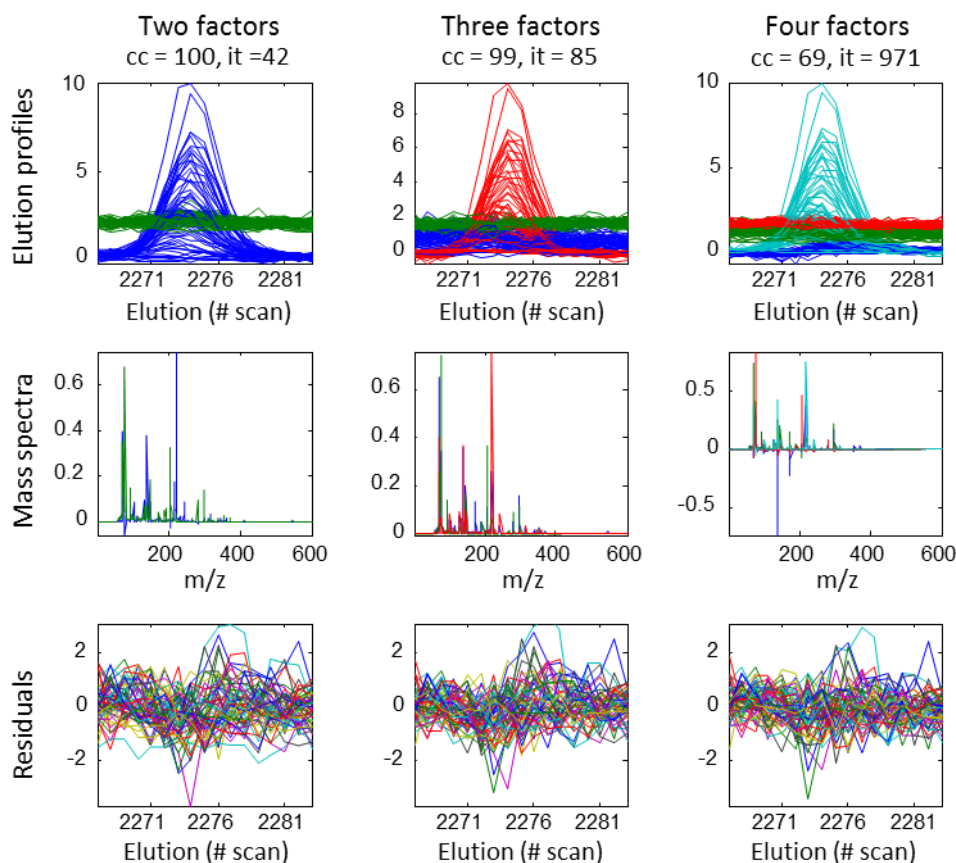 Two factors
cc = 100, it =42
Three factors
cc = 99, it = 85
Four factors
cc = 69, it = 971
Elution profiles
10
5
0
2271 2276 2281
Elution (# scan)
8
6
4
2
0
2271 2276 2281
Elution (# scan)
10
5
0
2271 2276 2281
Elution (# scan)
Mass spectra
0.6
0.4
0.2
0
200 400 600
m/z
0.6
0.4
0.2
0
200 400 600
m/z
0.5
0
-0.5
200 400 600
m/z
Residuals
2
0
-2
2271 2276 2281
Elution (# scan)
2
0
-2
2271 2276 2281
Elution (# scan)
2
0
-2
2271 2276 2281
Elution (# scan)